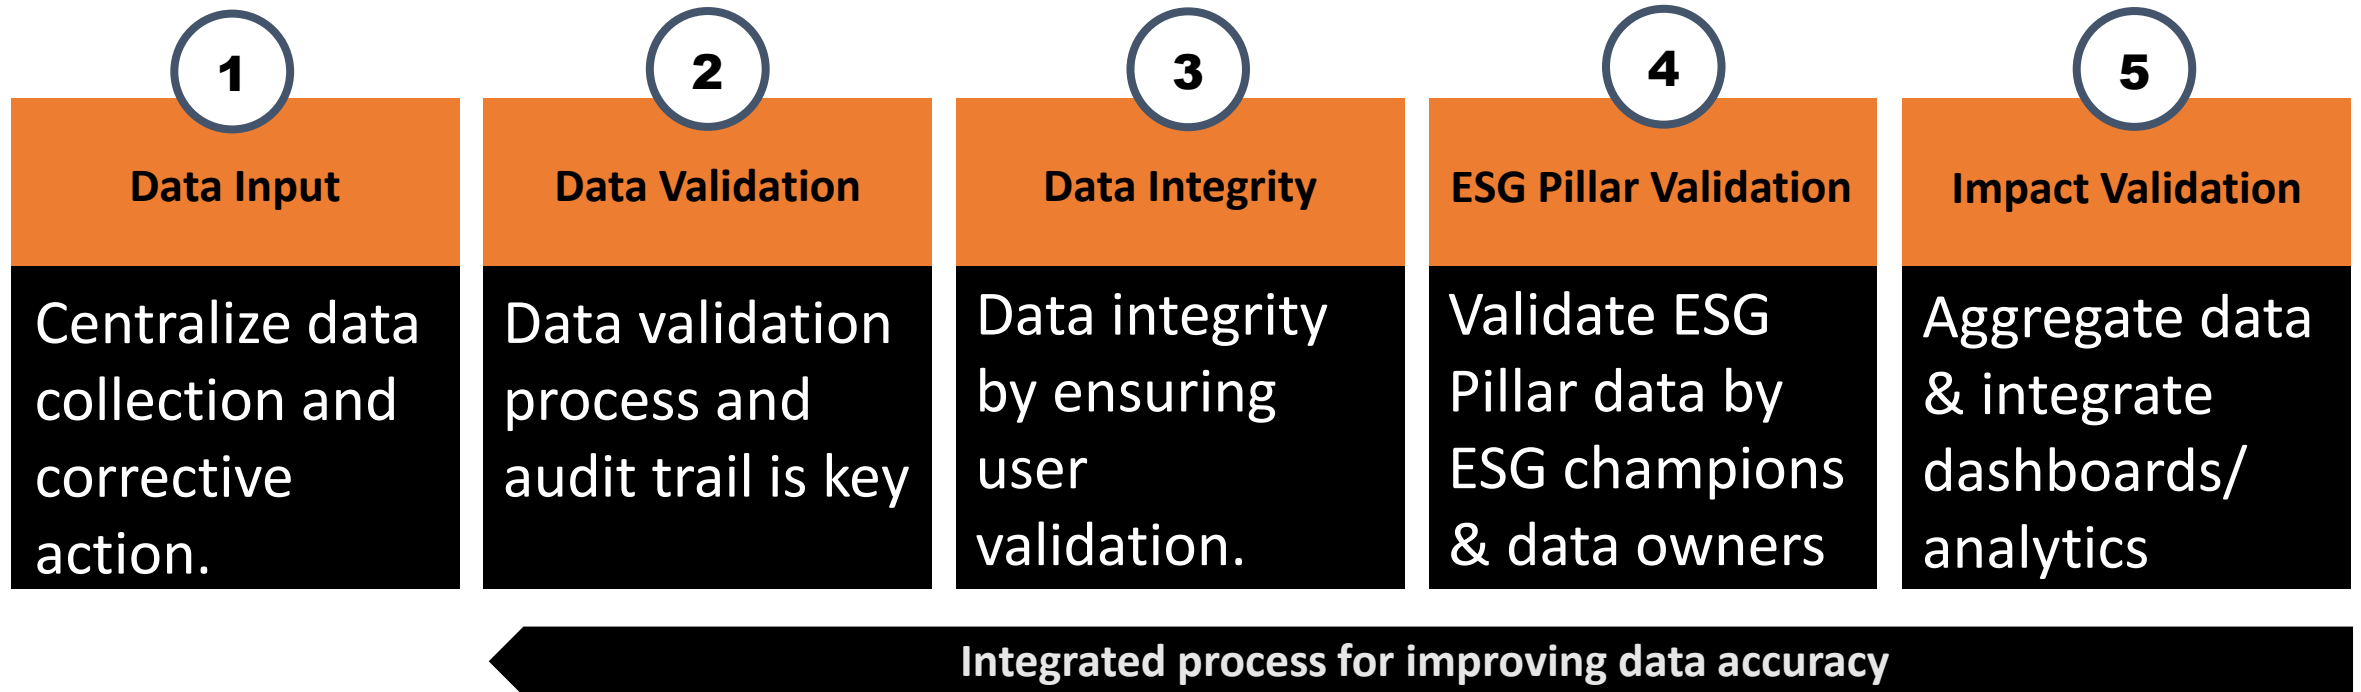 1
Data Input
Centralize data
collection and
corrective
action.
2
Data Validation
Data validation
process and
audit trail is key
3
Data Integrity
Data integrity
by ensuring
user
validation.
4
ESG Pillar Validation
Validate ESG
Pillar data by
ESG champions
& data owners
5
Impact Validation
Aggregate data
& integrate
dashboards/
analytics
Integrated process for improving data accuracy